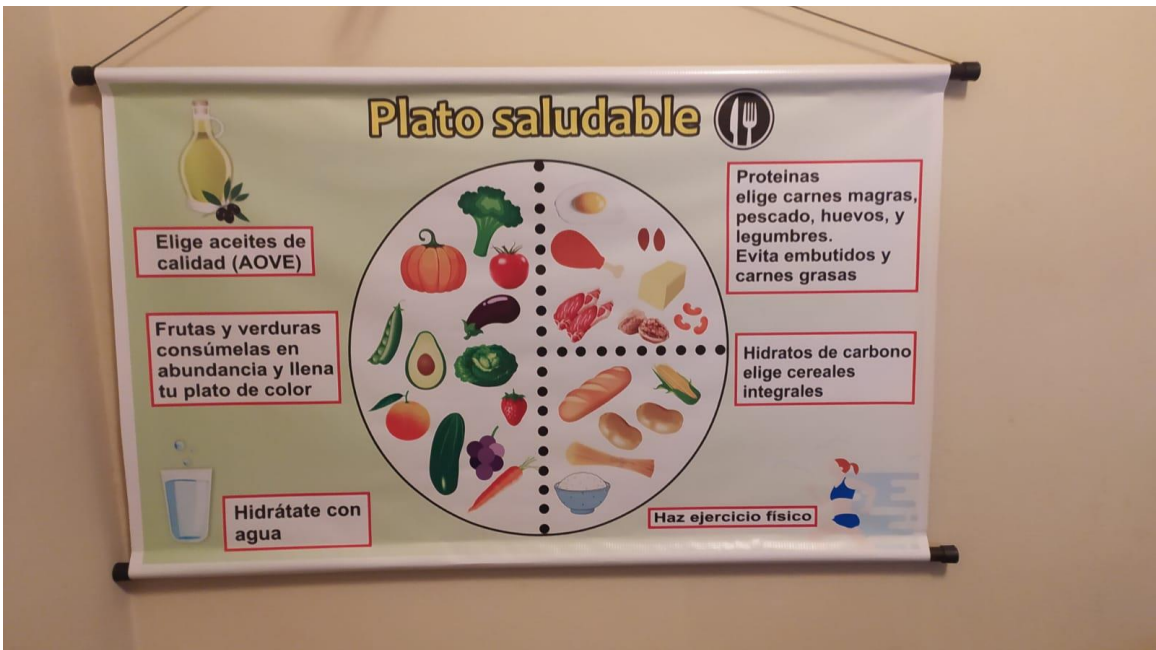 Plato saludable
Elige aceites de
calidad (AOVE)
Frutas y verduras
consúmelas en
abundancia y llena
tu plato de color
Hidrátate con
agua
Proteinas
elige carnes magras,
pescado, huevos, y
legumbres.
Evita embutidos y
carnes grasas
Hidratos de carbono
elige cereales
integrales
Haz ejercicio físico